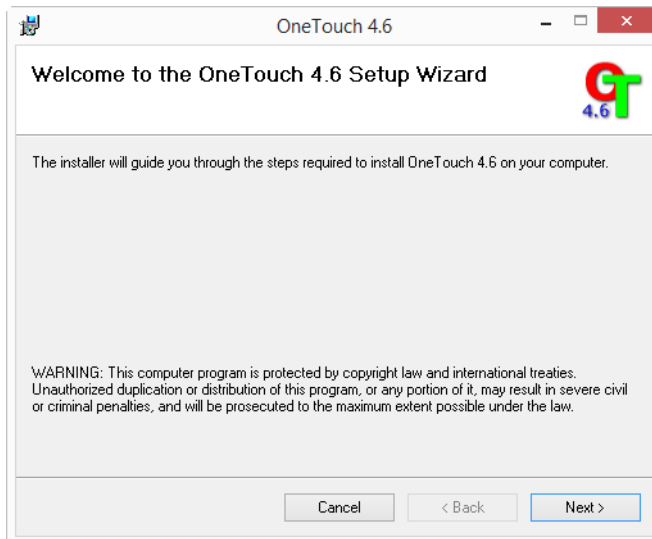 OneTouch 4.6
Welcome to the OneTouch 4.6 Setup Wizard
OT
4.6
The installer will guide you through the steps required to install OneTouch 4.6 on your computer.
WARNING: This computer program is protected by copyright law and international treaties.
Unauthorized duplication or distribution of this program, or any portion of it, may result in severe civil
or criminal penalties, and will be prosecuted to the maximum extent possible under the law.
Cancel
< Back
Next >